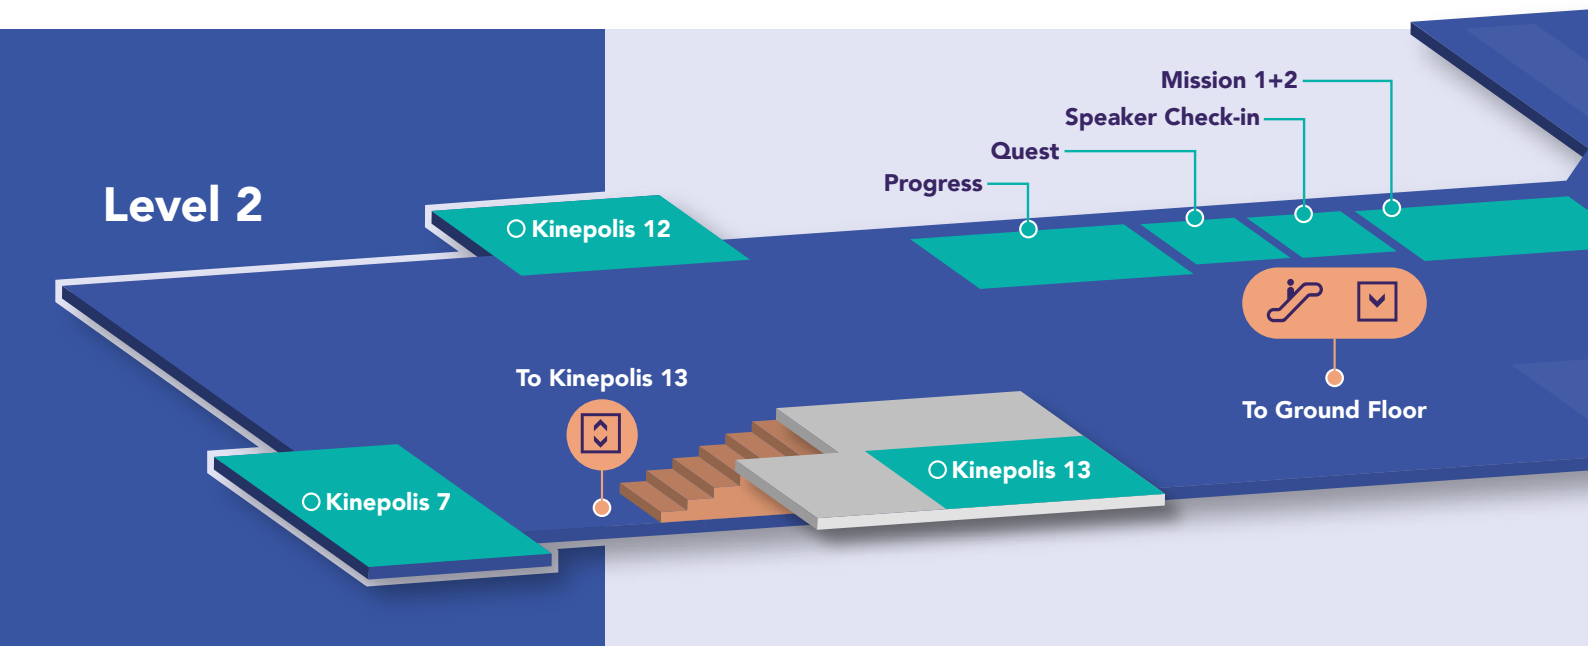 Mission 1+2
Speaker Check-in
Quest
Progress
Level 2
Kinepolis 12
To Kinepolis 13
To Ground Floor
Kinepolis 13
Kinepolis 7